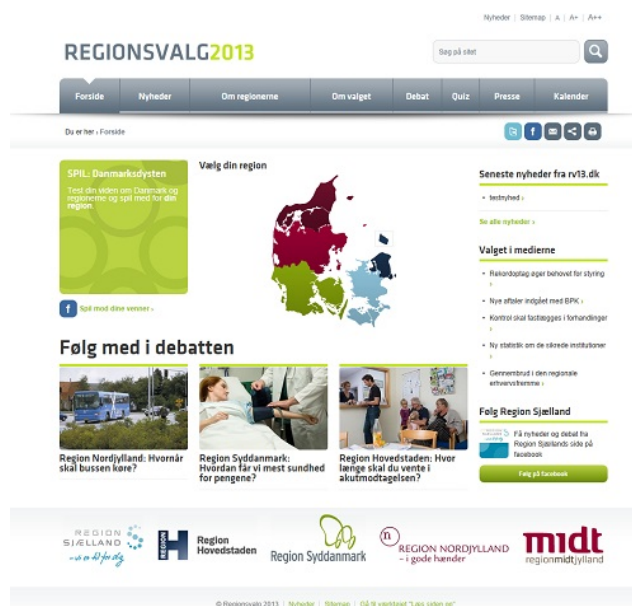 Nyheder | Sitemap | A | A+ | A++
REGIONSVALG2013
Søg på sitet
Forside
Nyheder
Om regionerne
Om valget
Debat
Quiz
Presse
Kalender
Du er her › Forside
SPIL: Danmarksdysten
Test din viden om Danmark og
regionerne og spil med for din
region.
Spil mod dine venner ›
Vælg din region
Seneste nyheder fra rv13.dk
testnyhed ›
Se alle nyheder ›
Valget i medierne
Rekordoptag øger behovet for styring ›
Nye aftaler indgået med BPK ›
Kontrol skal fastlægges i forhandlinger ›
Ny statistik om de sikrede institutioner ›
Gennembrud i den regionale
erhvervsfremme ›
Følg Region Sjælland
Få nyheder og debat fra
Region Sjællands side på
facebook
Følg på facebook
Følg med i debatten
Region Nordjylland: Hvornår
skal bussen køre?
Region Syddanmark:
Hvordan får vi mest sundhed
for pengene?
Region Hovedstaden: Hvor
længe skal du vente i
akutmodtagelsen?
REGION
SJÆLLAND
- vi er til for dig
REGION
Region
Hovedstaden
Region Syddanmark
REGION NORDJYLLAND
- i gode hænder
midt
regionmidtjylland
© Regionsvalg 2013 | Nyheder | Sitemap |